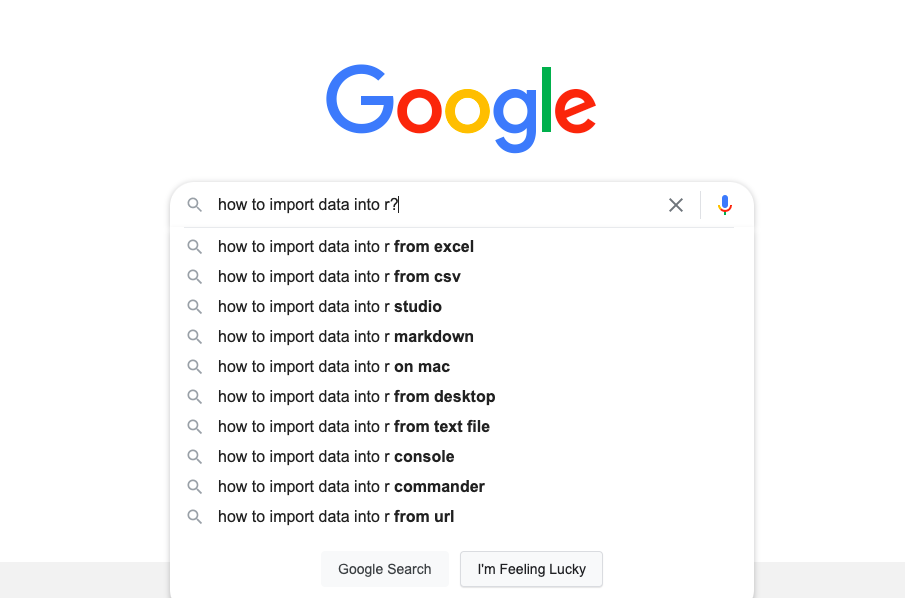 Google
how to import data into r?
how to import data into r from excel
how to import data into r from csv
how to import data into r studio
how to import data into r markdown
how to import data into r on mac
how to import data into r from desktop
how to import data into r from text file
how to import data into r console
how to import data into r commander
how to import data into r from url
Google Search
I'm Feeling Lucky